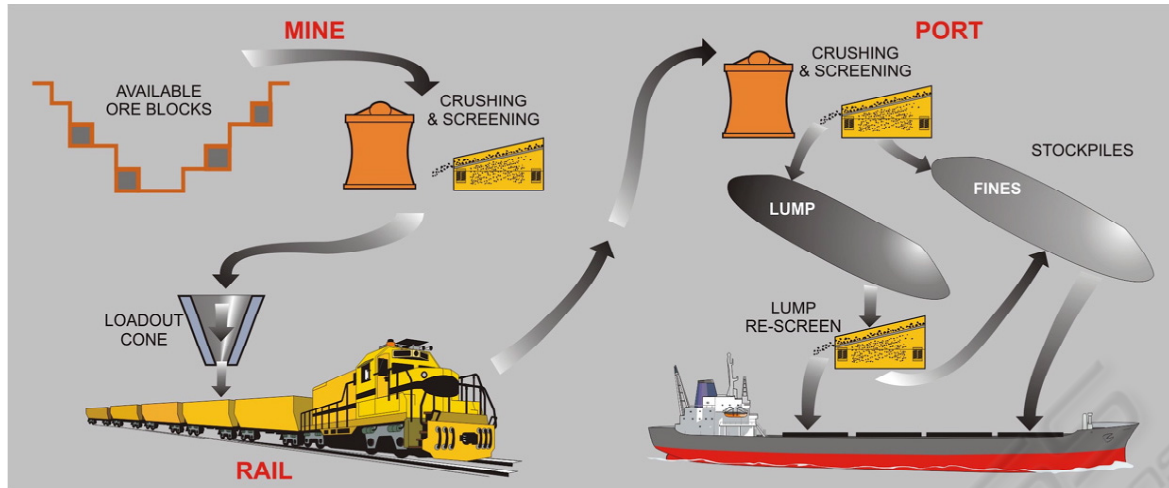 MINE
AVAILABLE
ORE BLOCKS
CRUSHING
& SCREENING
LOADOUT
CONE
RAIL
PORT
CRUSHING
& SCREENING
STOCKPILES
LUMP
FINES
LUMP
RE-SCREEN